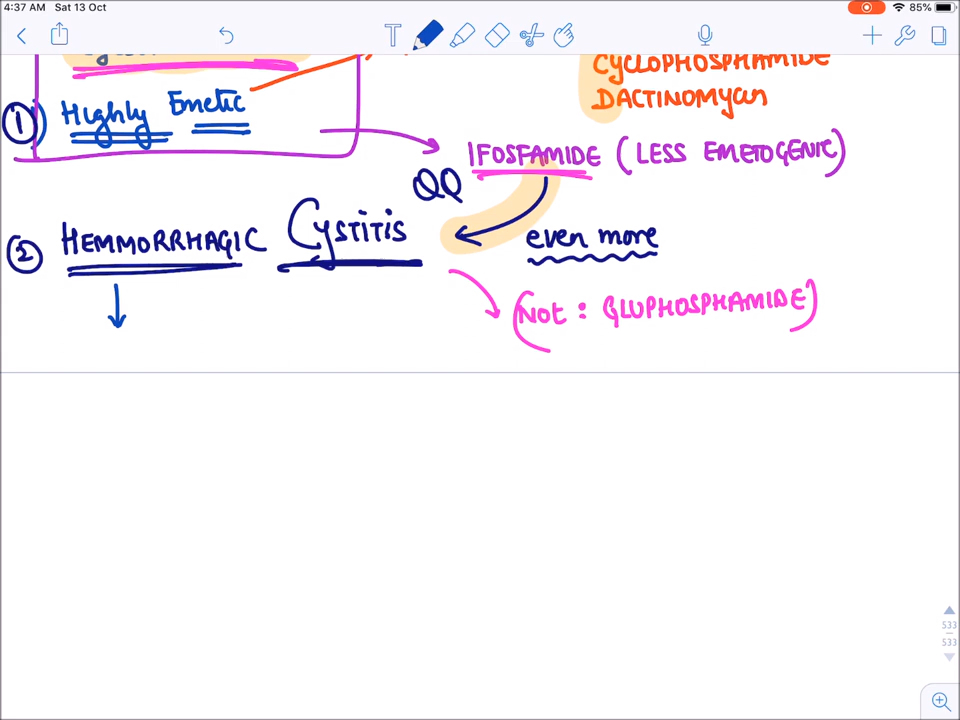 4:37 AM Sat 13 Oct
85%
T
CYCLOPHOSPHAMIDE
DACTINOMYCIN
① Highly Emetic
IFOSFAMIDE (LESS EMETOGENIC)
QQ
② HEMMORRHAGIC CYSTITIS
even more
(NOT : GLUPHOSPHAMIDE)
533
533